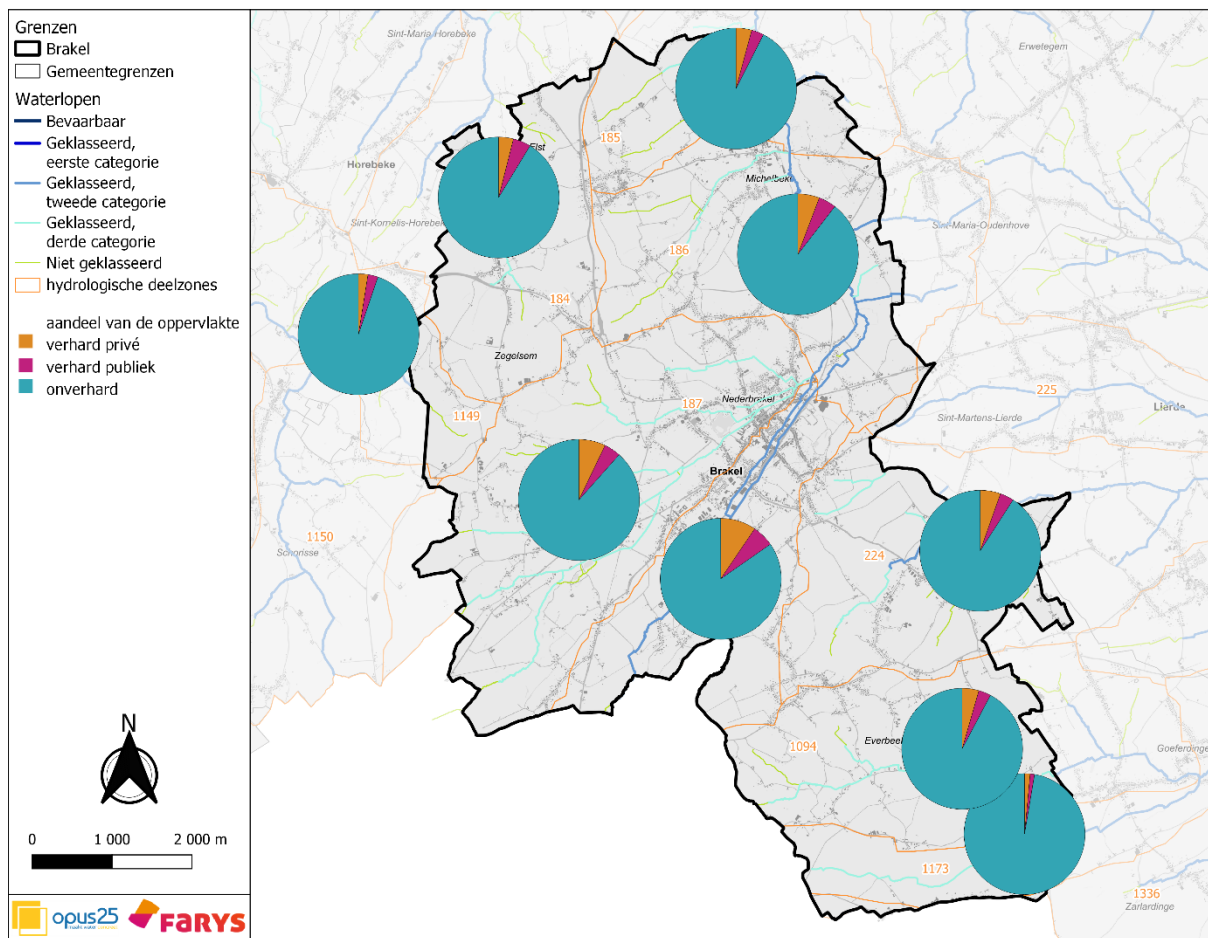 Grenzen
Brakel
Gemeentegrenzen
Waterlopen
Bevaarbaar
Geklasseerd,
eerste categorie
Geklasseerd,
tweede categorie
Geklasseerd,
derde categorie
Niet geklasseerd
hydrologische deelzones
aandeel van de oppervlakte
verhard privé
verhard publiek
onverhard
N
0 1 000 2 000 m
opus25
FARYS
Sint-Maria Horebeke
Erwetegem
185
Elst
Horebeke
Michelbeke
Sint-Kornelis-Horebeke
Sint-Maria-Oudenhove
186
184
Zegelsem
225
187
Nederbrakel
Lierde
1149
Sint-Martens-Lierde
Brakel
1150
Schorisse
224
1094
Everbeek
Goeferdinge
1173
1336
Zarlardinge